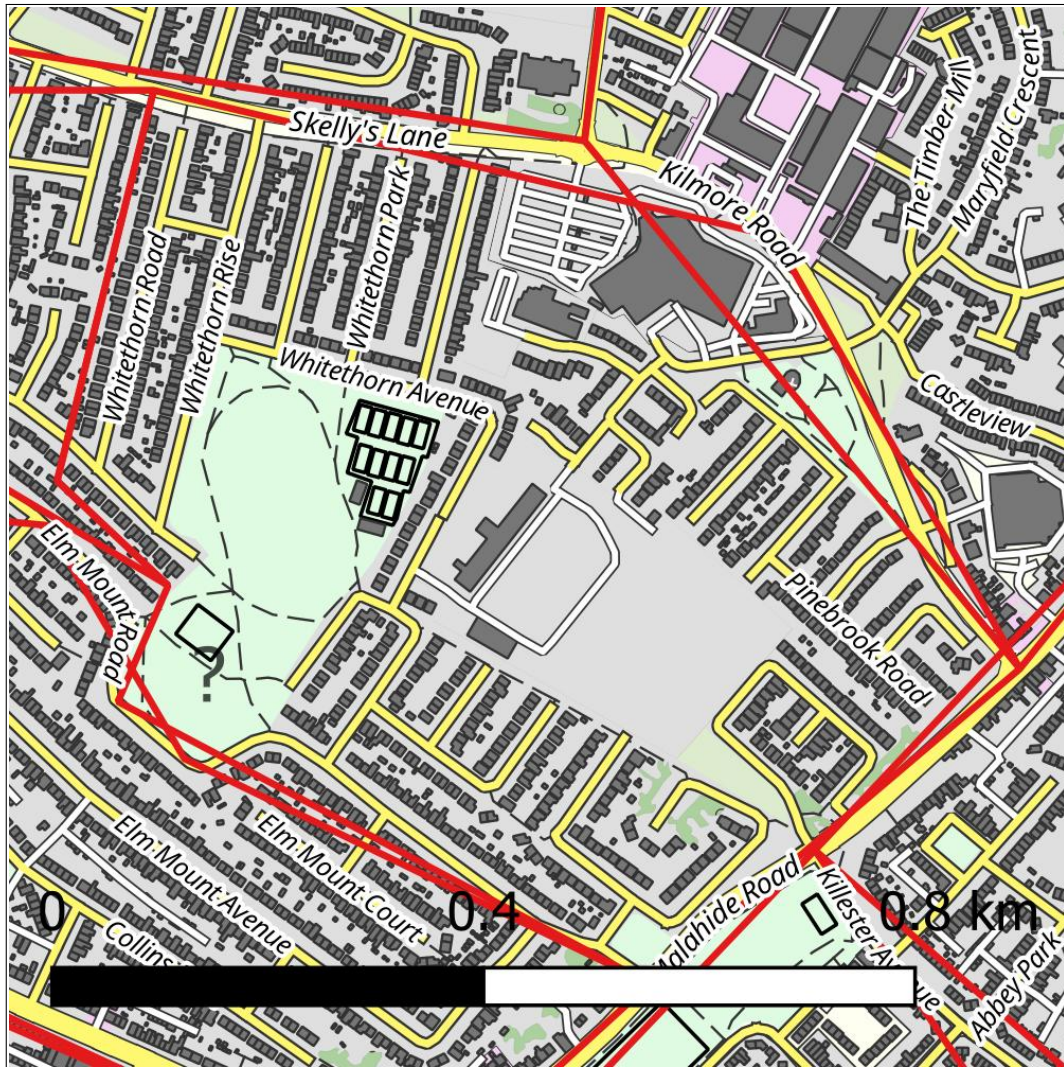 Skelly's Lane
Kilmore Road
The Timber Mill
Maryfield Crescent
Whitethorn Park
Whitethorn Road
Whitethorn Rise
Whitethorn Avenue
Castleview
Elm Mount Road
?
Pinebrook Road
Elm Mount Avenue
Elm Mount Court
Malahide Road
Killester Avenue
Abbey Park
Collins
0
0.4
0.8 km